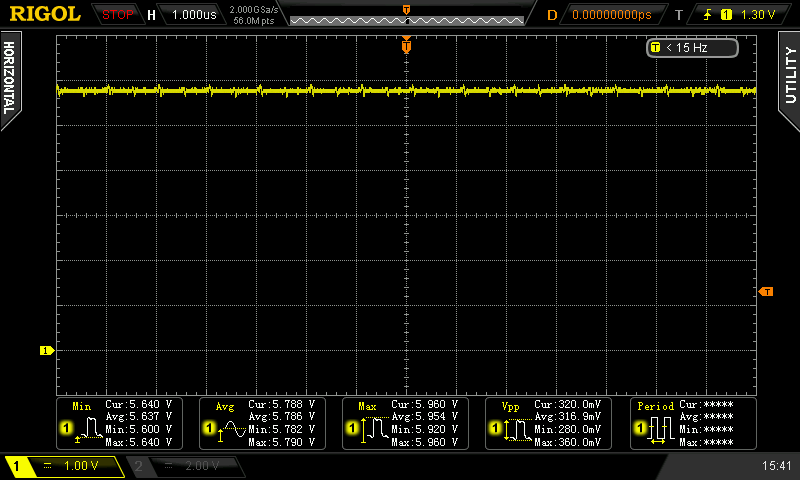 RIGOL STOP H 1.000us 2.000GSa/s 56.0M pts T D 0.00000000ps T 1 1.30 V
T
T < 15 Hz
HORIZONTAL
UTILITY
T
1
Min Cur:5.640 V
Avg:5.637 V
1 Min:5.600 V
Max:5.640 V
Avg Cur:5.788 V
Avg:5.786 V
1 Min:5.782 V
Max:5.790 V
Max Cur:5.960 V
Avg:5.954 V
1 Min:5.920 V
Max:5.960 V
Vpp Cur:320.0mV
Avg:316.9mV
1 Min:280.0mV
Max:360.0mV
Period Cur:*****
Avg:*****
1 Min:*****
Max:*****
1 1.00 V 2 2.00 V 15:41